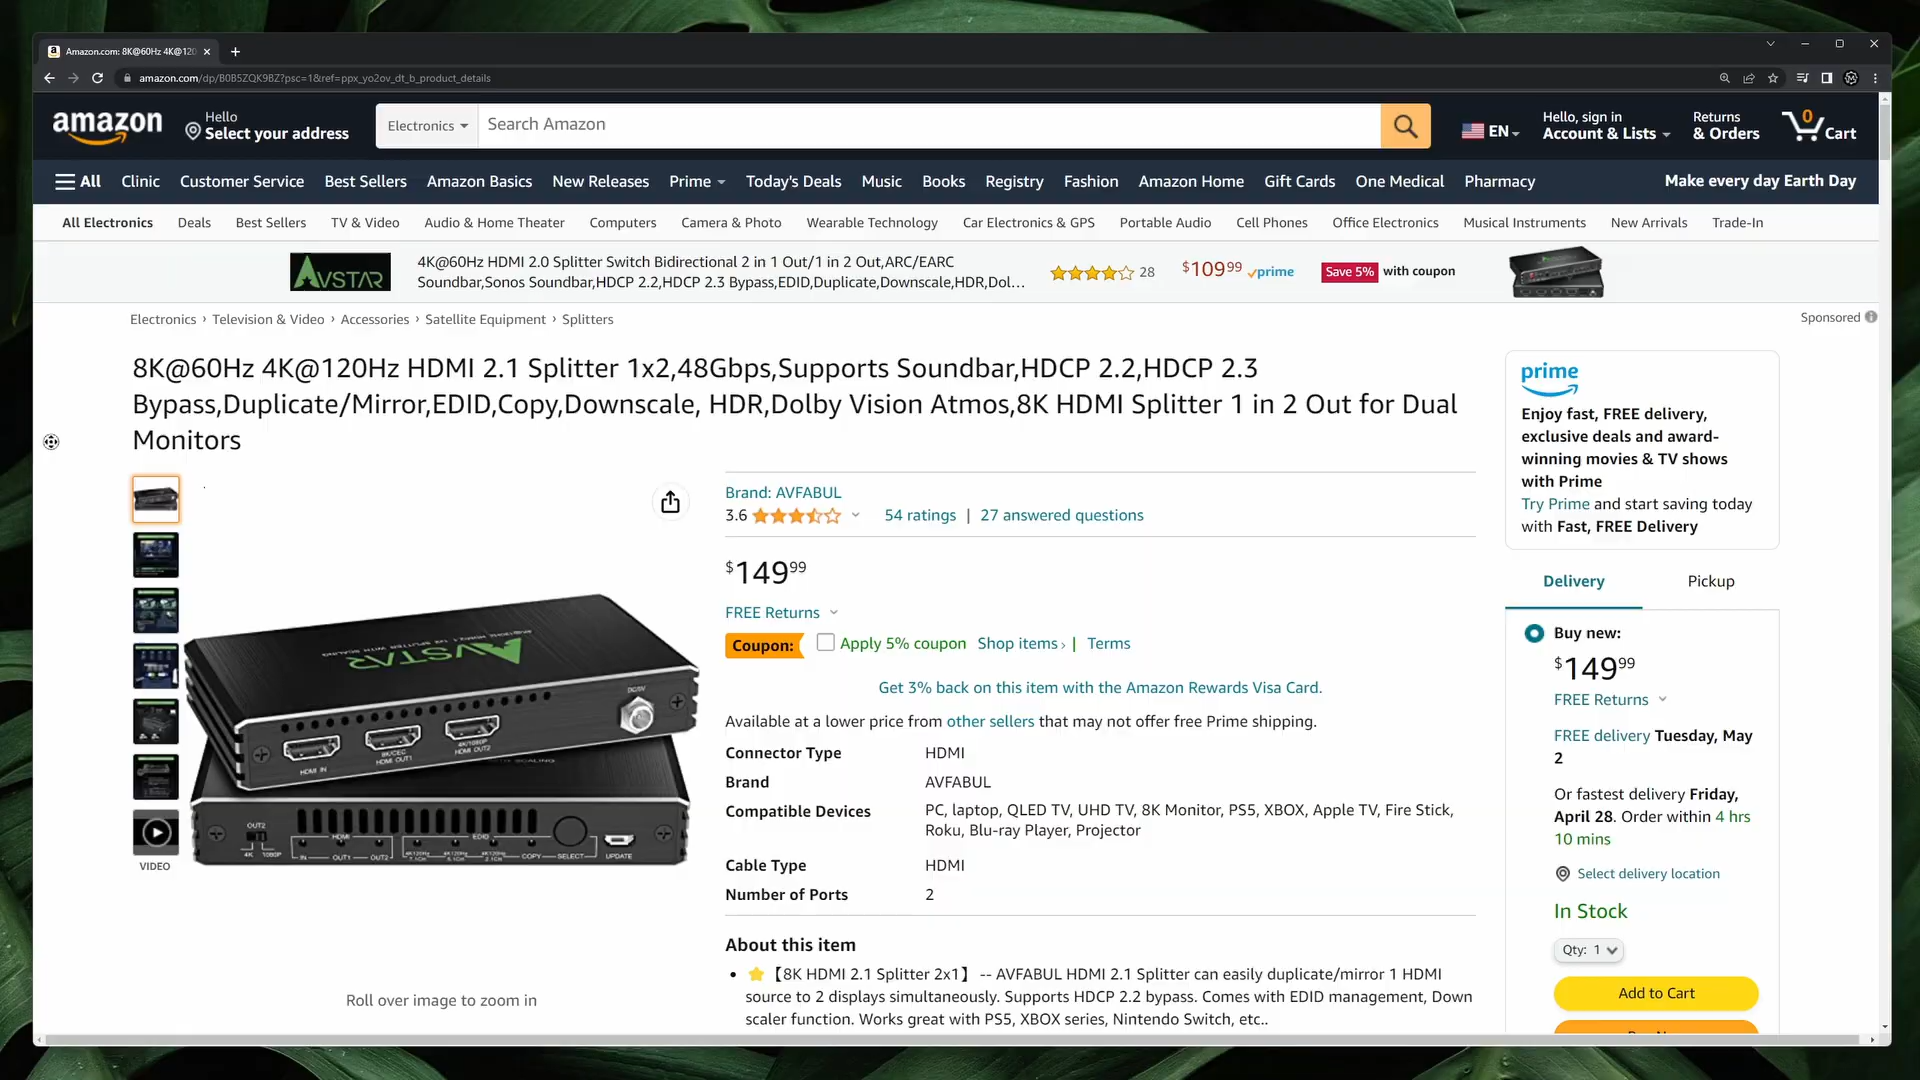 Amazon.com: 8K@60Hz 4K@120
amazon.com/dp/B0B5ZQK9BZ?psc=1&ref=ppx_yo2ov_dt_b_product_details
amazon
Hello
Select your address
Electronics
Search Amazon
EN
Hello, sign in
Account & Lists
Returns
& Orders
0
Cart
All
Clinic
Customer Service
Best Sellers
Amazon Basics
New Releases
Prime
Today's Deals
Music
Books
Registry
Fashion
Amazon Home
Gift Cards
One Medical
Pharmacy
Make every day Earth Day
All Electronics
Deals
Best Sellers
TV & Video
Audio & Home Theater
Computers
Camera & Photo
Wearable Technology
Car Electronics & GPS
Portable Audio
Cell Phones
Office Electronics
Musical Instruments
New Arrivals
Trade-In
AVSTAR
4K@60Hz HDMI 2.0 Splitter Switch Bidirectional 2 in 1 Out/1 in 2 Out,ARC/EARC
Soundbar,Sonos Soundbar,HDCP 2.2,HDCP 2.3 Bypass,EDID,Duplicate,Downscale,HDR,Dol...
28
$109.99 prime
Save 5% with coupon
Sponsored
Electronics › Television & Video › Accessories › Satellite Equipment › Splitters
8K@60Hz 4K@120Hz HDMI 2.1 Splitter 1x2,48Gbps,Supports Soundbar,HDCP 2.2,HDCP 2.3
Bypass,Duplicate/Mirror,EDID,Copy,Downscale, HDR,Dolby Vision Atmos,8K HDMI Splitter 1 in 2 Out for Dual
Monitors
AVSTAR
DC/5V
HDMI IN
8K/CEC
HDMI OUT1
4K/1080P
HDMI OUT2
OUT2
4K 1080P
HDMI
IN OUT1 OUT2
EDID
COPY
SELECT
UPDATE
VIDEO
Roll over image to zoom in
Brand: AVFABUL
3.6
54 ratings | 27 answered questions
$149.99
FREE Returns
Coupon: Apply 5% coupon Shop items › | Terms
Get 3% back on this item with the Amazon Rewards Visa Card.
Available at a lower price from other sellers that may not offer free Prime shipping.
Connector Type HDMI
Brand AVFABUL
Compatible Devices PC, laptop, QLED TV, UHD TV, 8K Monitor, PS5, XBOX, Apple TV, Fire Stick,
Roku, Blu-ray Player, Projector
Cable Type HDMI
Number of Ports 2
About this item
• ⭐【8K HDMI 2.1 Splitter 2x1】 -- AVFABUL HDMI 2.1 Splitter can easily duplicate/mirror 1 HDMI
source to 2 displays simultaneously. Supports HDCP 2.2 bypass. Comes with EDID management, Down
scaler function. Works great with PS5, XBOX series, Nintendo Switch, etc..
prime
Enjoy fast, FREE delivery,
exclusive deals and award-
winning movies & TV shows
with Prime
Try Prime and start saving today
with Fast, FREE Delivery
Delivery
Pickup
Buy new:
$149.99
FREE Returns
FREE delivery Tuesday, May
2
Or fastest delivery Friday,
April 28. Order within 4 hrs
10 mins
Select delivery location
In Stock
Qty: 1
Add to Cart